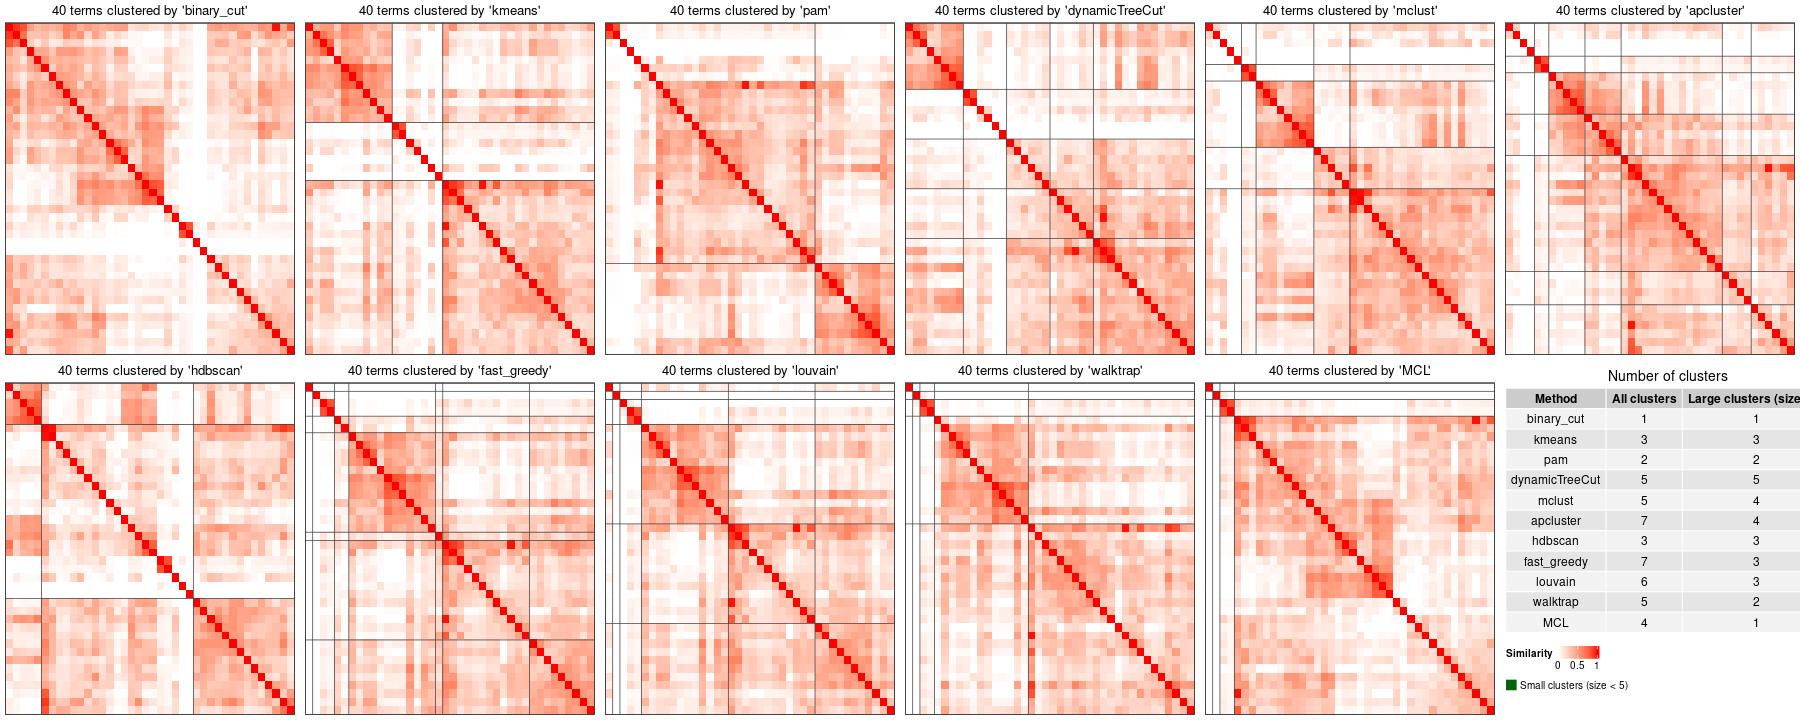 40 terms clustered by 'binary_cut'
40 terms clustered by 'kmeans'
40 terms clustered by 'pam'
40 terms clustered by 'dynamicTreeCut'
40 terms clustered by 'mclust'
40 terms clustered by 'apcluster'
40 terms clustered by 'hdbscan'
40 terms clustered by 'fast_greedy'
40 terms clustered by 'louvain'
40 terms clustered by 'walktrap'
40 terms clustered by 'MCL'
Number of clusters
Method All clusters Large clusters (size
binary_cut 1 1
kmeans 3 3
pam 2 2
dynamicTreeCut 5 5
mclust 5 4
apcluster 7 4
hdbscan 3 3
fast_greedy 7 3
louvain 6 3
walktrap 5 2
MCL 4 1
Similarity
0 0.5 1
Small clusters (size < 5)